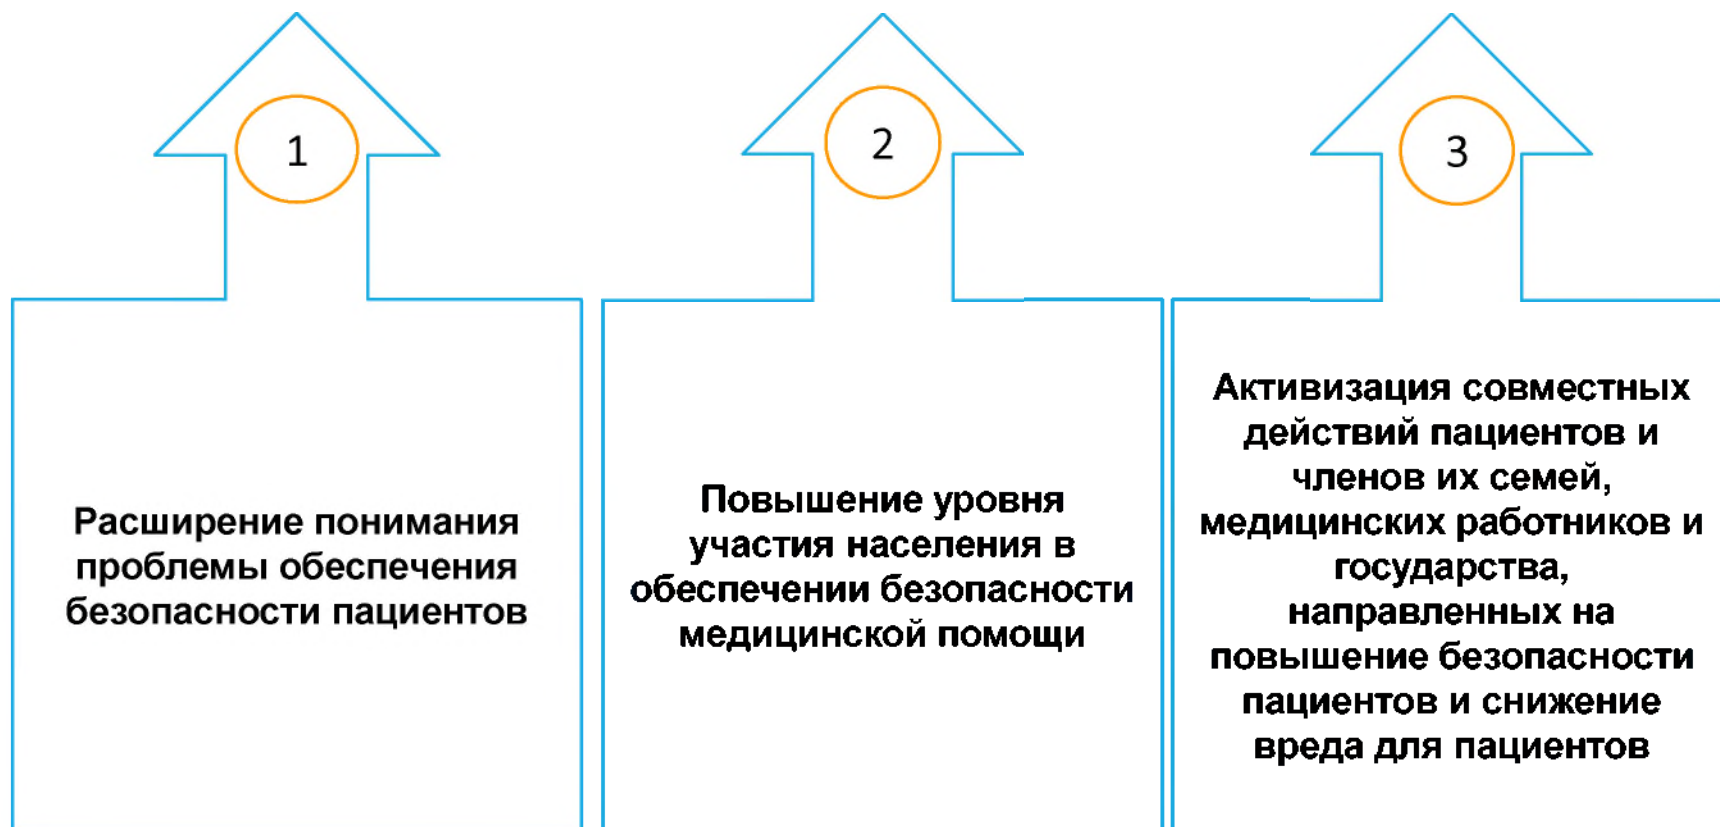 1
Расширение понимания
проблемы обеспечения
безопасности пациентов
2
Повышение уровня
участия населения в
обеспечении безопасности
медицинской помощи
3
Активизация совместных
действий пациентов и
членов их семей,
медицинских работников и
государства,
направленных на
повышение безопасности
пациентов и снижение
вреда для пациентов